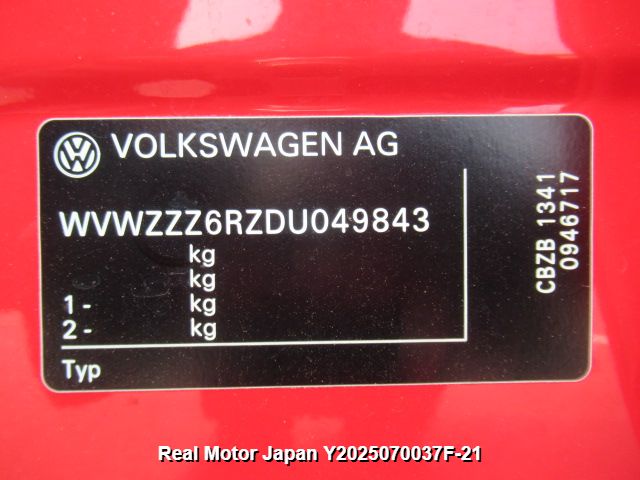 VOLKSWAGEN AG
WVWZZZ6RZDU049843
kg
kg
1 - kg
2 - kg
Typ
CBZB 1341
0946717
Real Motor Japan Y2025070037F-21